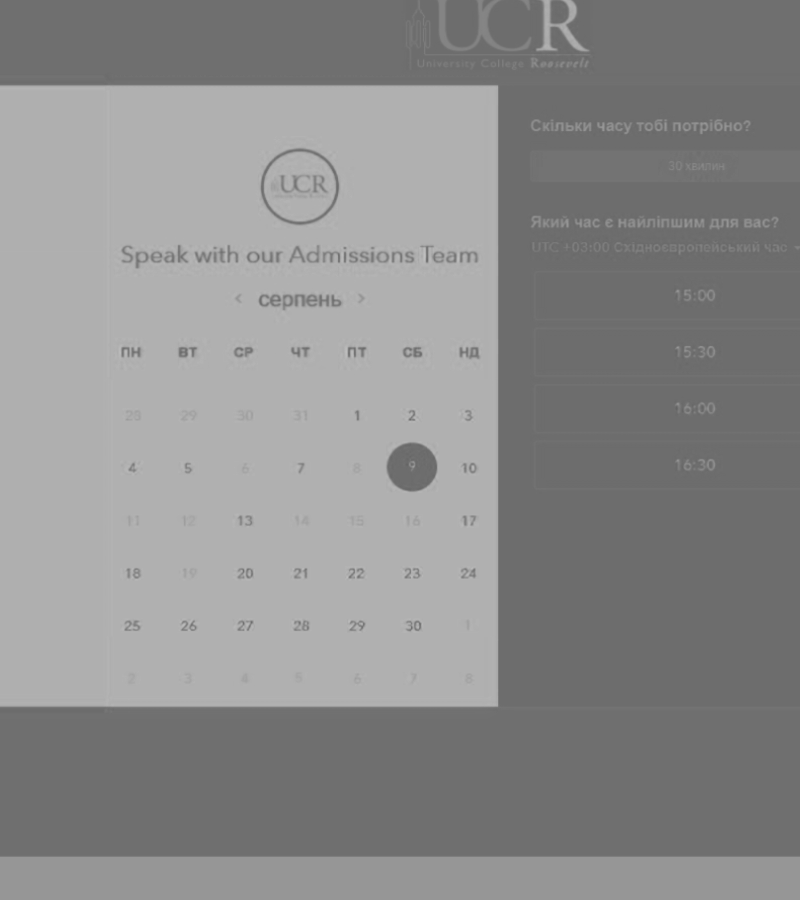 UCR
University College Roosevelt
UCR
Speak with our Admissions Team
< серпень >
ПН ВТ СР ЧТ ПТ СБ НД
28 29 30 31 1 2 3
4 5 6 7 8 9 10
11 12 13 14 15 16 17
18 19 20 21 22 23 24
25 26 27 28 29 30 1
2 3 4 5 6 7 8
Скільки часу тобі потрібно?
30 хвилин
Який час є найліпшим для вас?
UTC +03:00 Східноєвропейський час
15:00
15:30
16:00
16:30